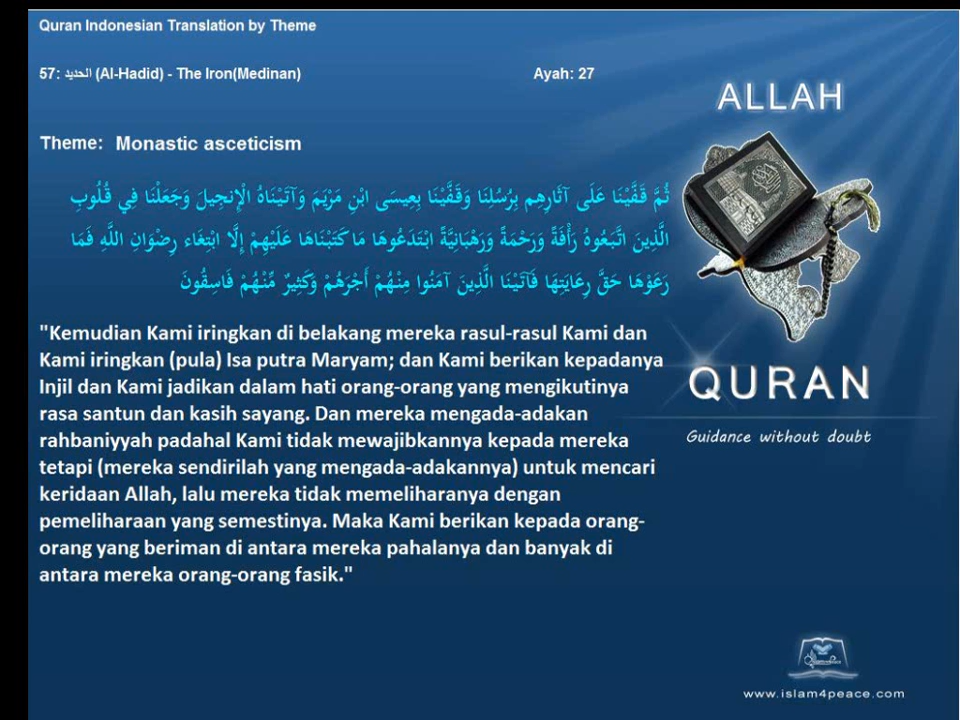 Quran Indonesian Translation by Theme
57: الحديد (Al-Hadid) - The Iron(Medinan) Ayah: 27
Theme: Monastic asceticism
ثُمَّ قَفَّيْنَا عَلَى آثَارِهِم بِرُسُلِنَا وَقَفَّيْنَا بِعِيسَى ابْنِ مَرْيَمَ وَآتَيْنَاهُ الْإِنجِيلَ وَجَعَلْنَا فِي قُلُوبِ
الَّذِينَ اتَّبَعُوهُ رَأْفَةً وَرَحْمَةً وَرَهْبَانِيَّةً ابْتَدَعُوهَا مَا كَتَبْنَاهَا عَلَيْهِمْ إِلَّا ابْتِغَاء رِضْوَانِ اللَّهِ فَمَا
رَعَوْهَا حَقَّ رِعَايَتِهَا فَآتَيْنَا الَّذِينَ آمَنُوا مِنْهُمْ أَجْرَهُمْ وَكَثِيرٌ مِّنْهُمْ فَاسِقُونَ
"Kemudian Kami iringkan di belakang mereka rasul-rasul Kami dan
Kami iringkan (pula) Isa putra Maryam; dan Kami berikan kepadanya
Injil dan Kami jadikan dalam hati orang-orang yang mengikutinya
rasa santun dan kasih sayang. Dan mereka mengada-adakan
rahbaniyyah padahal Kami tidak mewajibkannya kepada mereka
tetapi (mereka sendirilah yang mengada-adakannya) untuk mencari
keridaan Allah, lalu mereka tidak memeliharanya dengan
pemeliharaan yang semestinya. Maka Kami berikan kepada orang-
orang yang beriman di antara mereka pahalanya dan banyak di
antara mereka orang-orang fasik."
ALLAH
QURAN
Guidance without doubt
www.islam4peace.com